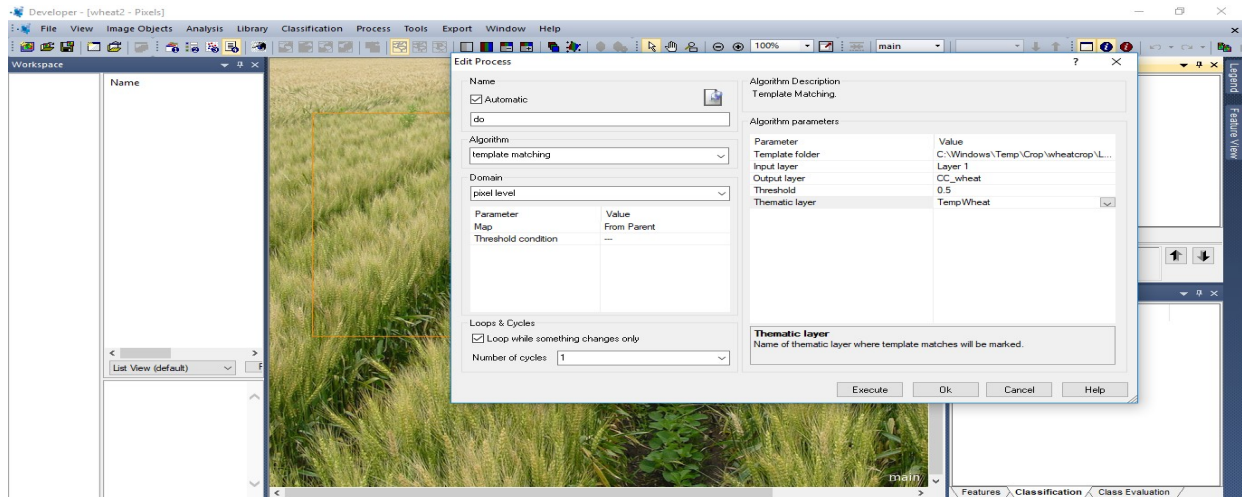 Developer - [wheat2 - Pixels]
File View Image Objects Analysis Library Classification Process Tools Export Window Help
100% main
Workspace
Name
List View (default)
Edit Process ?
Name
Automatic
do
Algorithm
template matching
Domain
pixel level
Parameter Value
Map From Parent
Threshold condition ---
Loops & Cycles
Loop while something changes only
Number of cycles 1
Algorithm Description
Template Matching.
Algorithm parameters
Parameter Value
Template folder C:\Windows\Temp\Crop\wheatcrop\L...
Input layer Layer 1
Output layer CC_wheat
Threshold 0.5
Thematic layer TempWheat
Thematic layer
Name of thematic layer where template matches will be marked.
Execute Ok Cancel Help
Legend
Feature View
main
Features Classification Class Evaluation